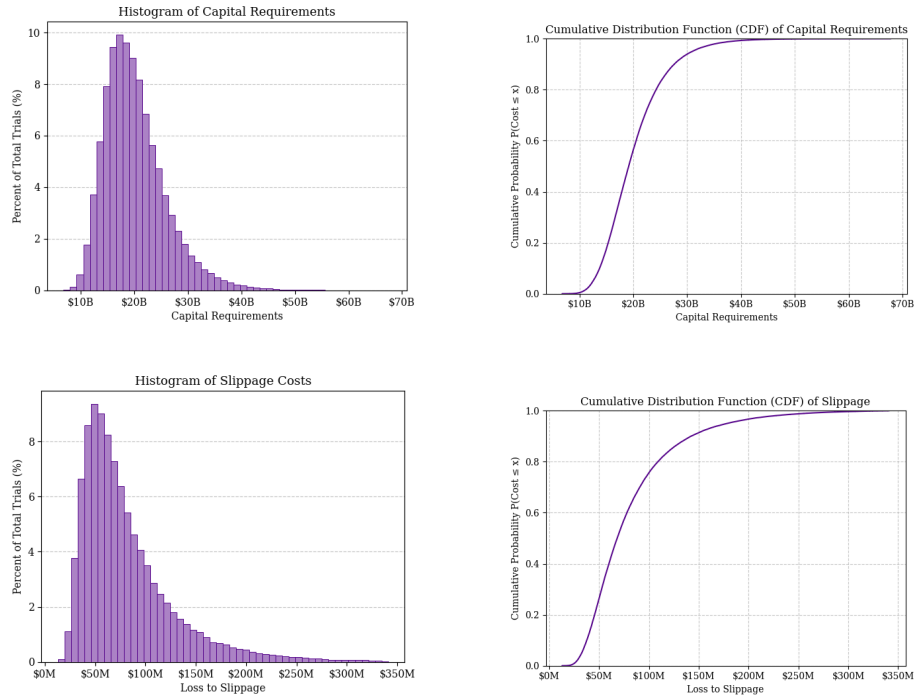 Histogram of Capital Requirements
Percent of Total Trials (%)
10
8
6
4
2
0
$10B $20B $30B $40B $50B $60B $70B
Capital Requirements
Cumulative Distribution Function (CDF) of Capital Requirements
Cumulative Probability P(Cost ≤ x)
1.0
0.8
0.6
0.4
0.2
0.0
$10B $20B $30B $40B $50B $60B $70B
Capital Requirements
Histogram of Slippage Costs
Percent of Total Trials (%)
8
6
4
2
0
$0M $50M $100M $150M $200M $250M $300M $350M
Loss to Slippage
Cumulative Distribution Function (CDF) of Slippage
Cumulative Probability P(Cost ≤ x)
1.0
0.8
0.6
0.4
0.2
0.0
$0M $50M $100M $150M $200M $250M $300M $350M
Loss to Slippage